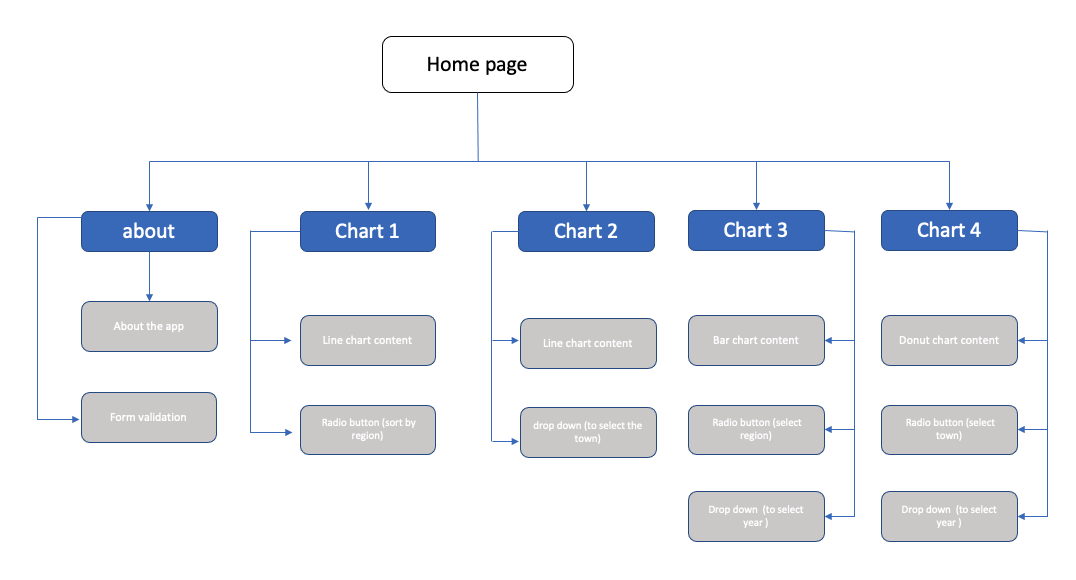 Home page
about
Chart 1
Chart 2
Chart 3
Chart 4
About the app
Form validation
Line chart content
Radio button (sort by
region)
Line chart content
drop down (to select the
town)
Bar chart content
Radio button (select
region)
Drop down  (to select
year )
Donut chart content
Radio button (select
town)
Drop down  (to select
year )